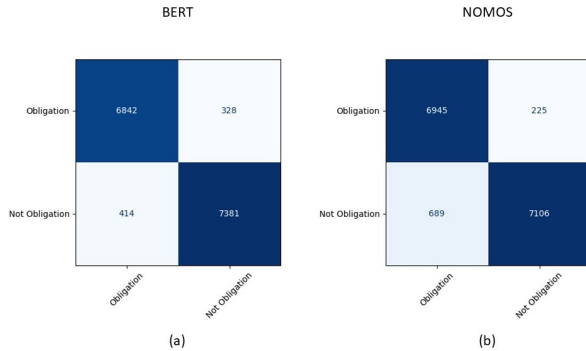 BERT
Obligation
6842
328
Not Obligation
414
7381
Obligation
Not Obligation
(a)
NOMOS
Obligation
6945
225
Not Obligation
689
7106
Obligation
Not Obligation
(b)